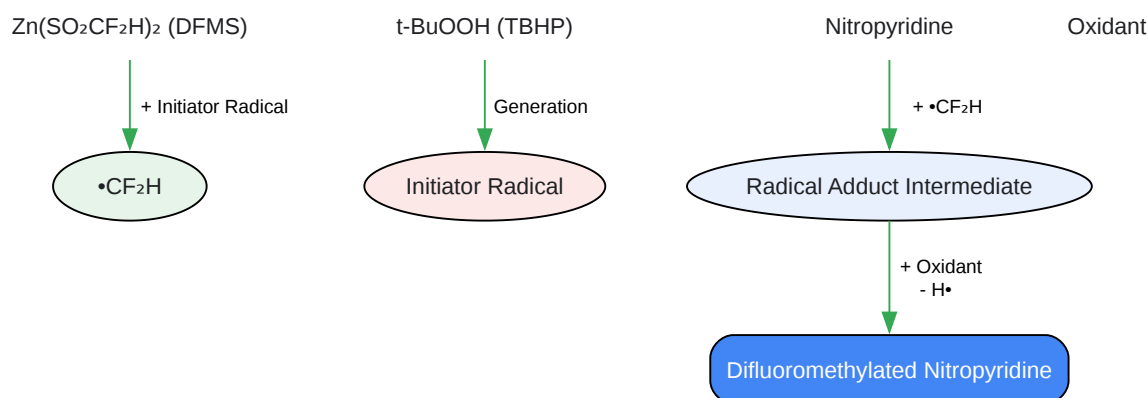 Zn(SO₂CF₂H)₂ (DFMS)
t-BuOOH (TBHP)
Nitropyridine
Oxidant
+ Initiator Radical
Generation
+ •CF₂H
•CF₂H
Initiator Radical
Radical Adduct Intermediate
+ Oxidant
- H•
Difluoromethylated Nitropyridine